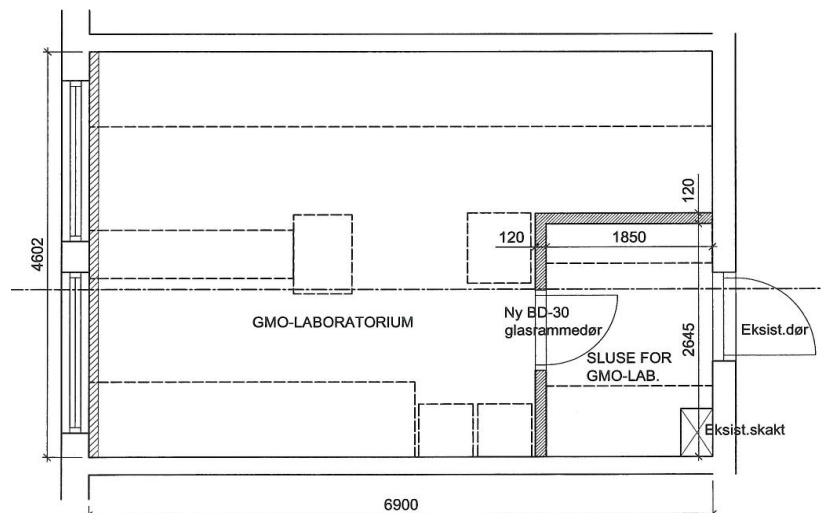 120
120
1850
4602
GMO-LABORATORIUM
Ny BD-30
glasrammedør
Eksist.dør
2645
SLUSE FOR
GMO-LAB.
Eksist.skakt
6900